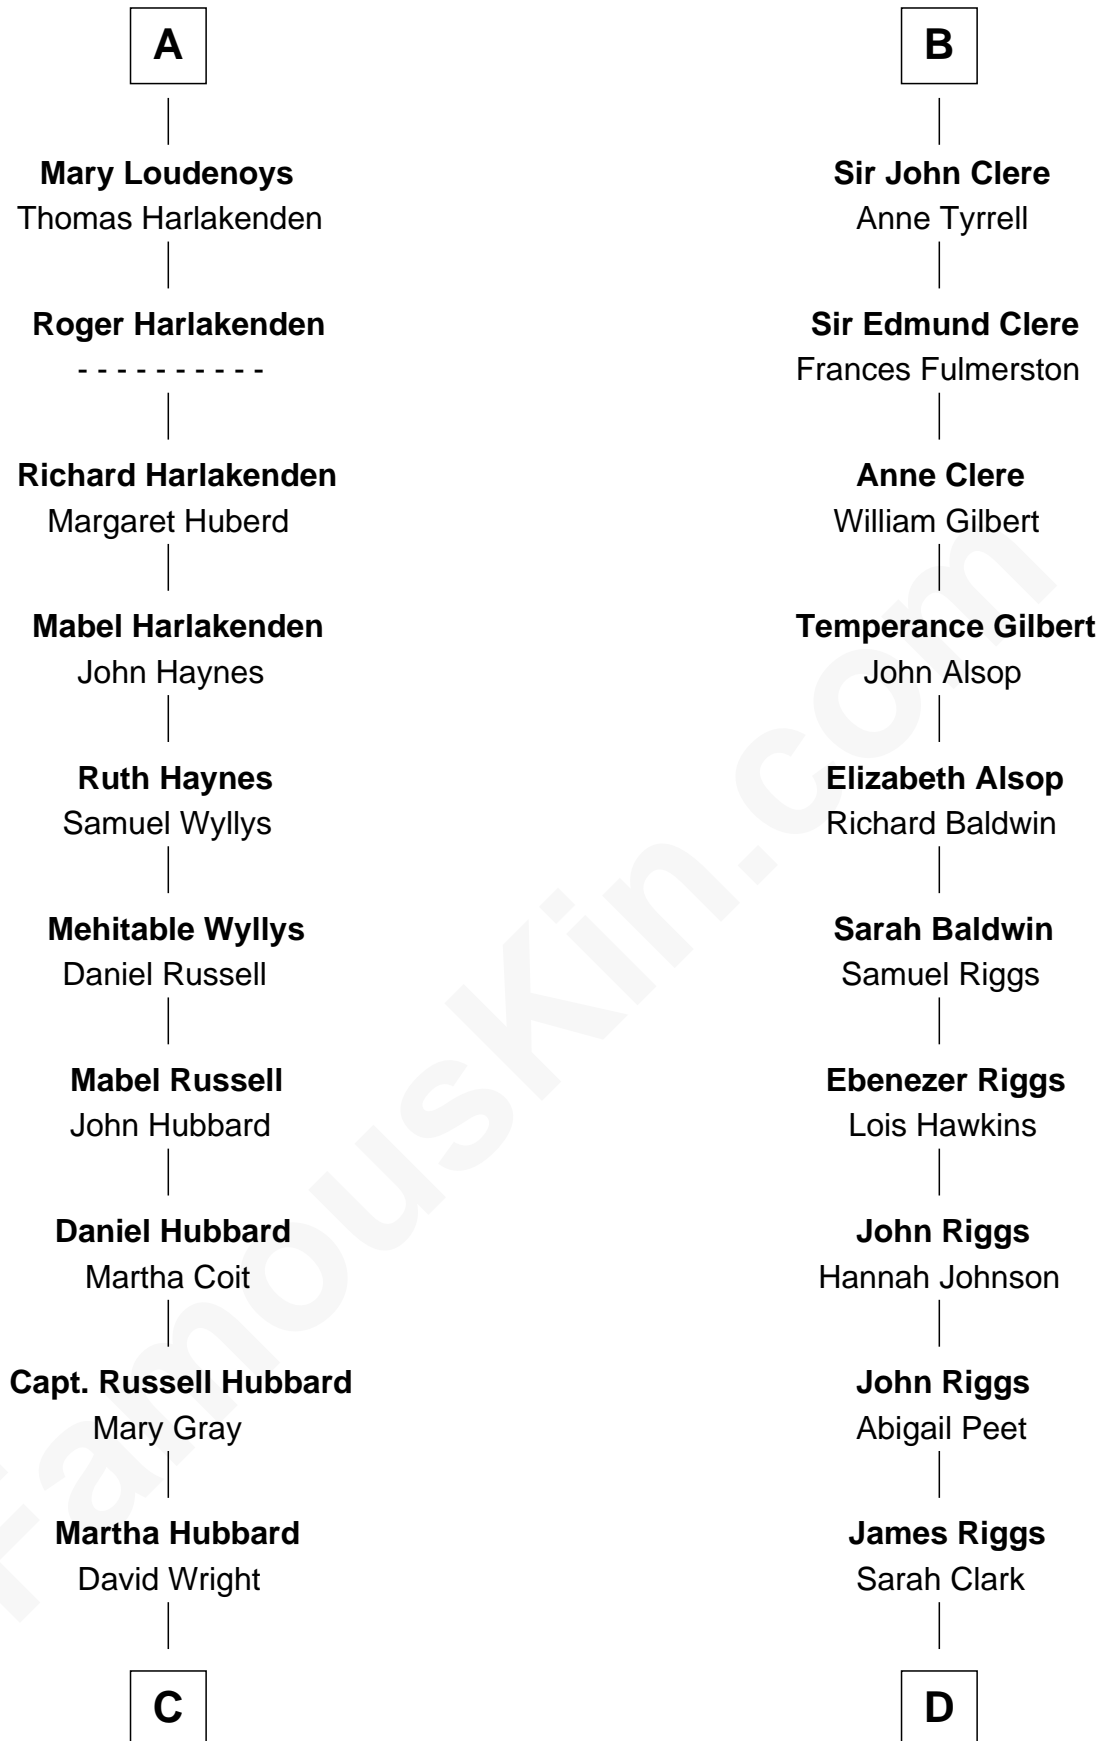 A
Mary Loudenoys
Thomas Harlakenden
Roger Harlakenden
- - - - - - - - - -
Richard Harlakenden
Margaret Huberd
Mabel Harlakenden
John Haynes
Ruth Haynes
Samuel Wyllys
Mehitable Wyllys
Daniel Russell
Mabel Russell
John Hubbard
Daniel Hubbard
Martha Coit
Capt. Russell Hubbard
Mary Gray
Martha Hubbard
David Wright
C
B
Sir John Clere
Anne Tyrrell
Sir Edmund Clere
Frances Fulmerston
Anne Clere
William Gilbert
Temperance Gilbert
John Alsop
Elizabeth Alsop
Richard Baldwin
Sarah Baldwin
Samuel Riggs
Ebenezer Riggs
Lois Hawkins
John Riggs
Hannah Johnson
John Riggs
Abigail Peet
James Riggs
Sarah Clark
D
FamousKin.com